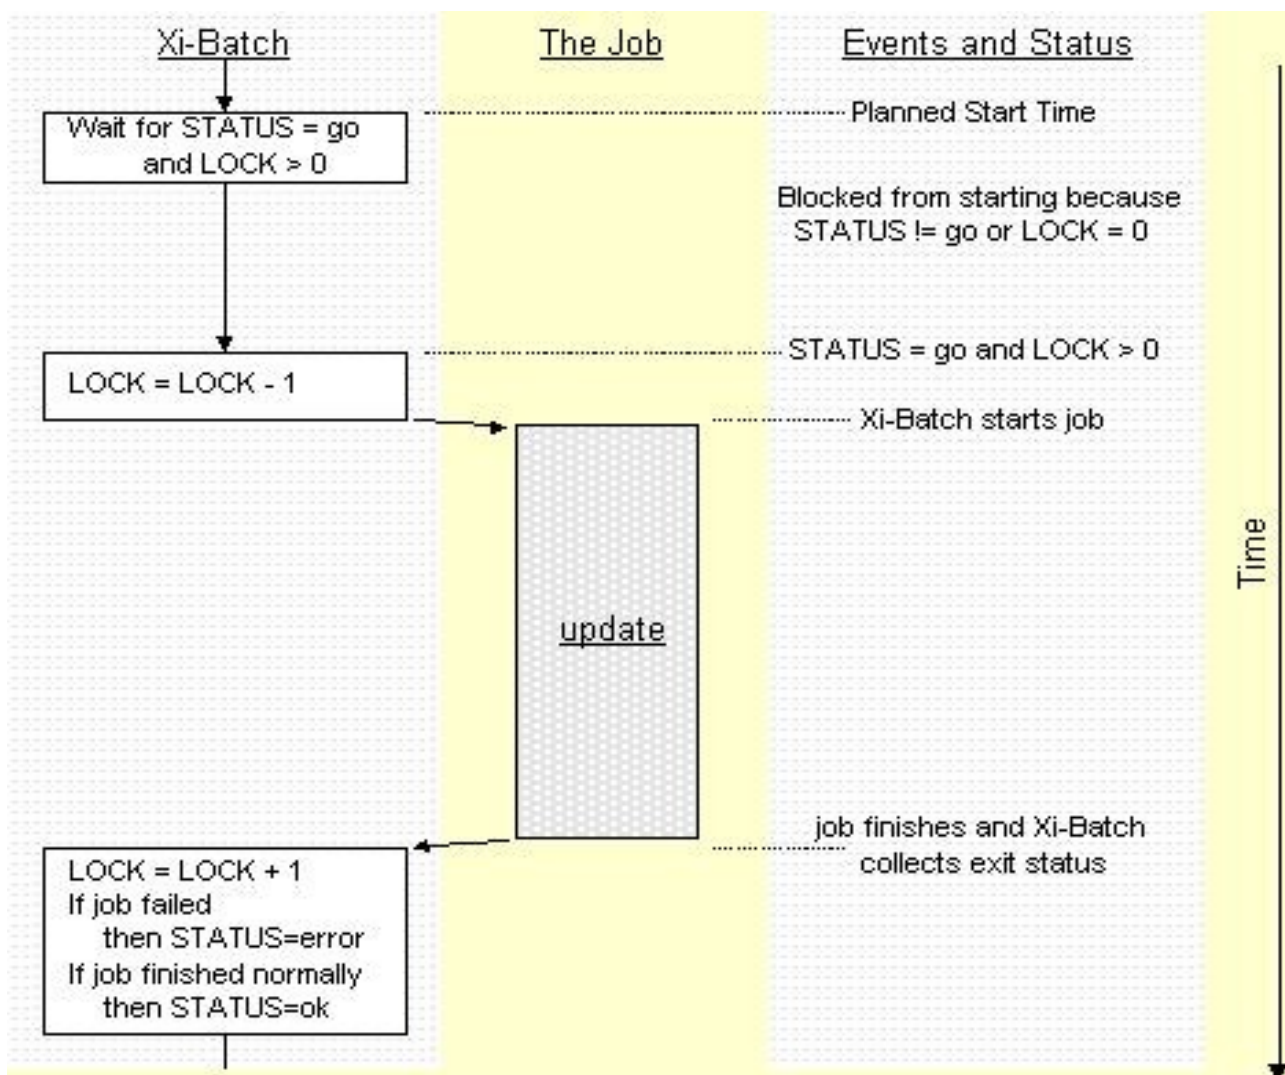 Xi-Batch
The Job
Events and Status
Wait for STATUS = go
and LOCK > 0
Planned Start Time
Blocked from starting because
STATUS != go or LOCK = 0
STATUS = go and LOCK > 0
LOCK = LOCK - 1
Xi-Batch starts job
Time
update
job finishes and Xi-Batch
collects exit status
LOCK = LOCK + 1
If job failed
then STATUS=error
If job finished normally
then STATUS=ok